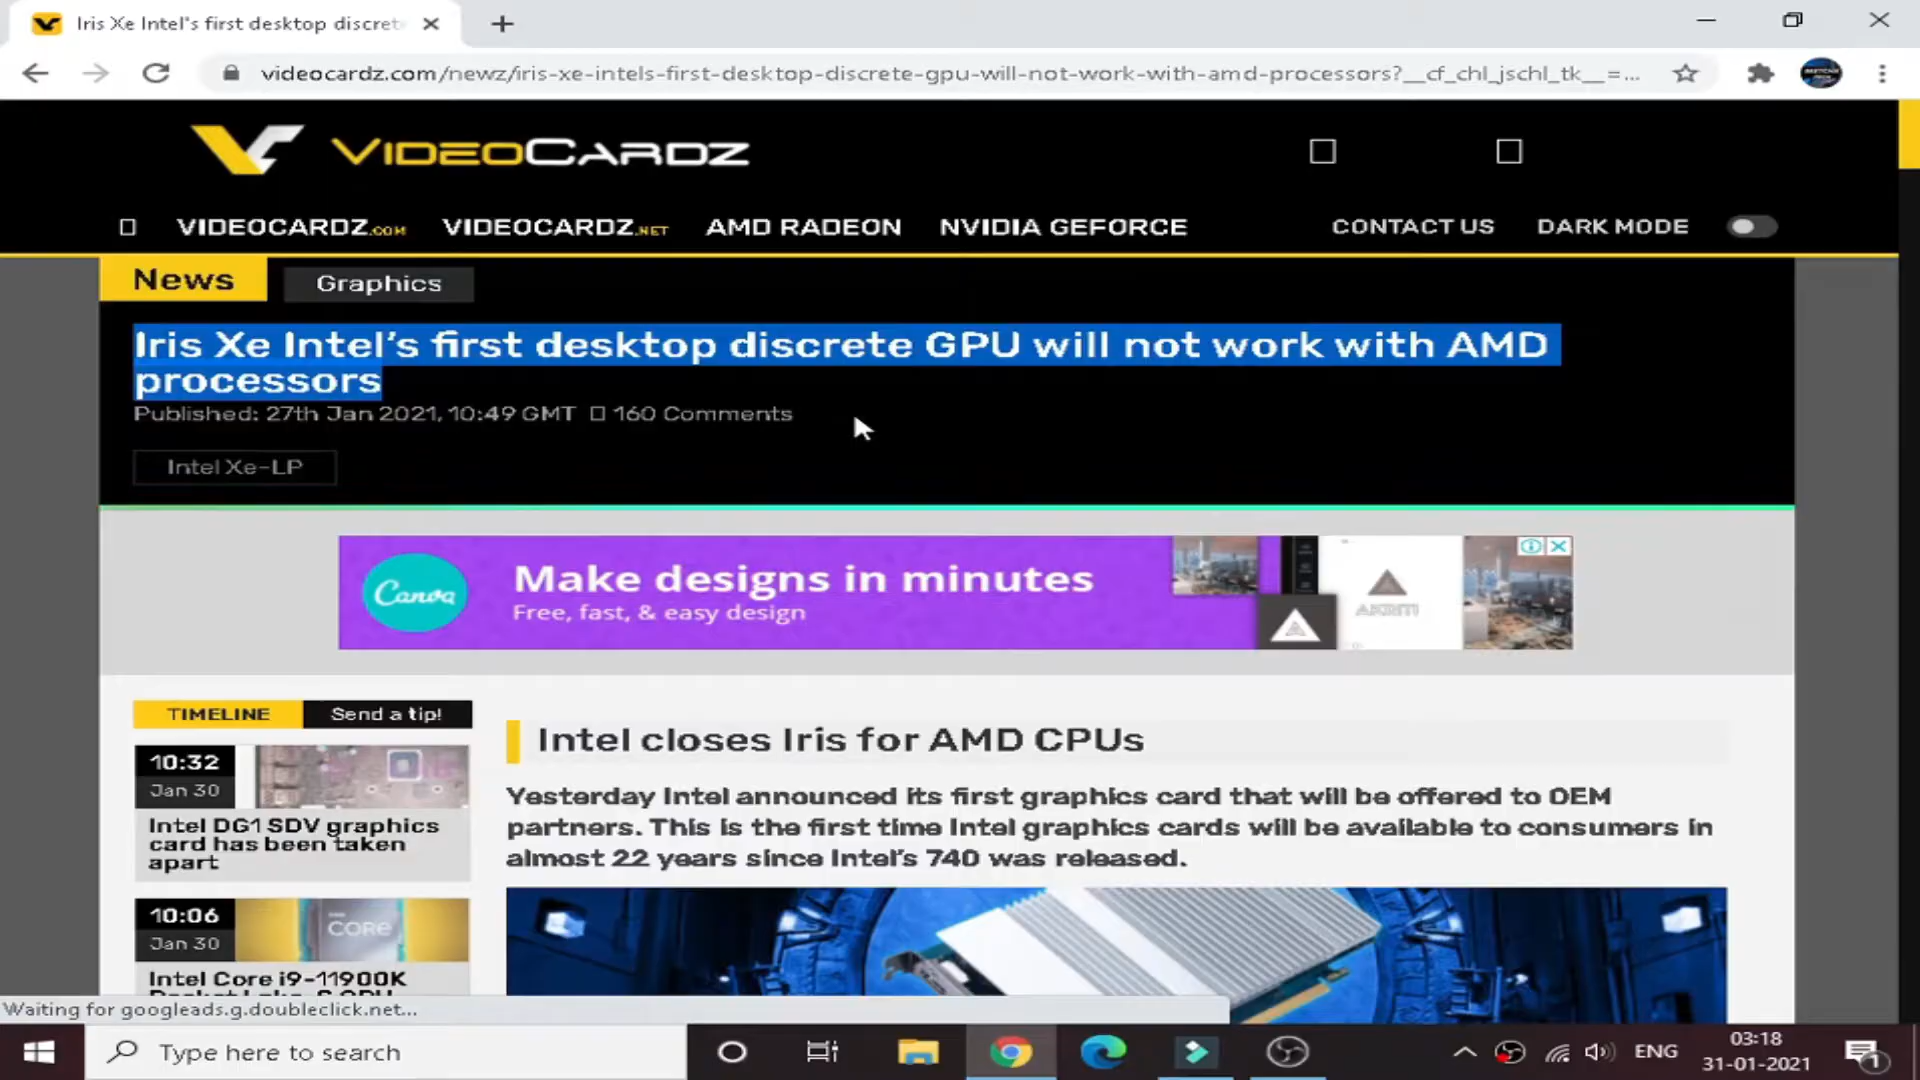 Iris Xe Intel's first desktop discret
videocardz.com/newz/iris-xe-intels-first-desktop-discrete-gpu-will-not-work-with-amd-processors?__cf_chl_jschl_tk__=...
VIDEOCARDZ
VIDEOCARDZ.COM VIDEOCARDZ.NET AMD RADEON NVIDIA GEFORCE CONTACT US DARK MODE
News Graphics
Iris Xe Intel's first desktop discrete GPU will not work with AMD
processors
Published: 27th Jan 2021, 10:49 GMT 160 Comments
Intel Xe-LP
Canva
Make designs in minutes
Free, fast, & easy design
AKRITI
TIMELINE Send a tip!
10:32
Jan 30
Intel DG1 SDV graphics
card has been taken
apart
10:06
Jan 30
CORE
Intel Core i9-11900K
Intel closes Iris for AMD CPUs
Yesterday Intel announced its first graphics card that will be offered to OEM
partners. This is the first time Intel graphics cards will be available to consumers in
almost 22 years since Intel's 740 was released.
Waiting for googleads.g.doubleclick.net...
Type here to search
ENG
03:18
31-01-2021
1